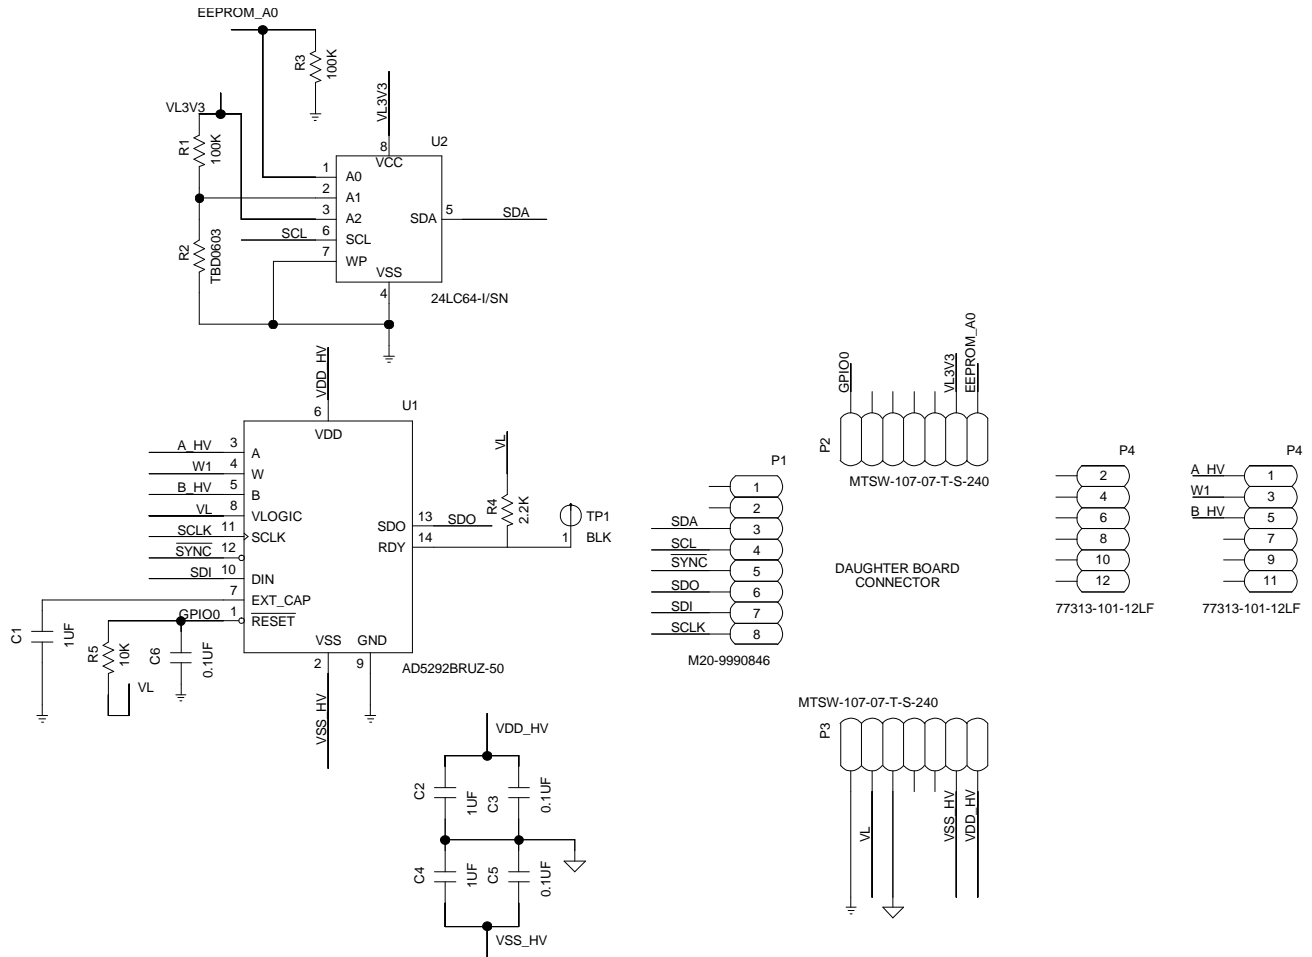 EEPROM_A0
R3
100K
VL3V3
VL3V3
R1
100K
U2
8
VCC
1
A0
2
A1
3
A2
SDA
5
SDA
SCL
6
SCL
7
WP
VSS
4
24LC64-I/SN
R2
TBD0603
VDD_HV
U1
6
VDD
A_HV
3
A
W1
4
W
B_HV
5
B
VL
8
VLOGIC
SCLK
11
SCLK
SYNC
12
SDI
10
DIN
7
EXT_CAP
GPIO0
1
RESET
SDO
13
SDO
RDY
14
VL
R4
2.2K
TP1
1
BLK
VSS
GND
2
9
AD5292BRUZ-50
VSS_HV
C1
1UF
R5
10K
VL
C6
0.1UF
VDD_HV
C2
1UF
C3
0.1UF
C4
1UF
C5
0.1UF
VSS_HV
P1
1
2
SDA
3
SCL
4
SYNC
5
SDO
6
SDI
7
SCLK
8
M20-9990846
GPIO0
VL3V3
EEPROM_A0
P2
MTSW-107-07-T-S-240
DAUGHTER BOARD
CONNECTOR
MTSW-107-07-T-S-240
P3
VL
VSS_HV
VDD_HV
P4
2
4
6
8
10
12
77313-101-12LF
P4
A_HV
1
W1
3
B_HV
5
7
9
11
77313-101-12LF